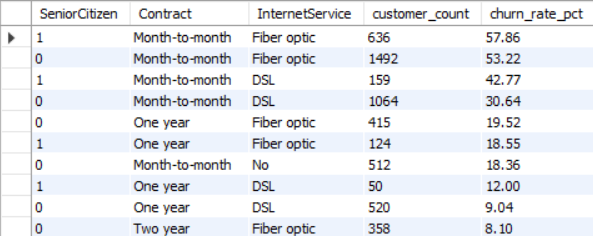 SeniorCitizen Contract InternetService customer_count churn_rate_pct
1 Month-to-month Fiber optic 636 57.86
0 Month-to-month Fiber optic 1492 53.22
1 Month-to-month DSL 159 42.77
0 Month-to-month DSL 1064 30.64
0 One year Fiber optic 415 19.52
1 One year Fiber optic 124 18.55
0 Month-to-month No 512 18.36
1 One year DSL 50 12.00
0 One year DSL 520 9.04
0 Two year Fiber optic 358 8.10